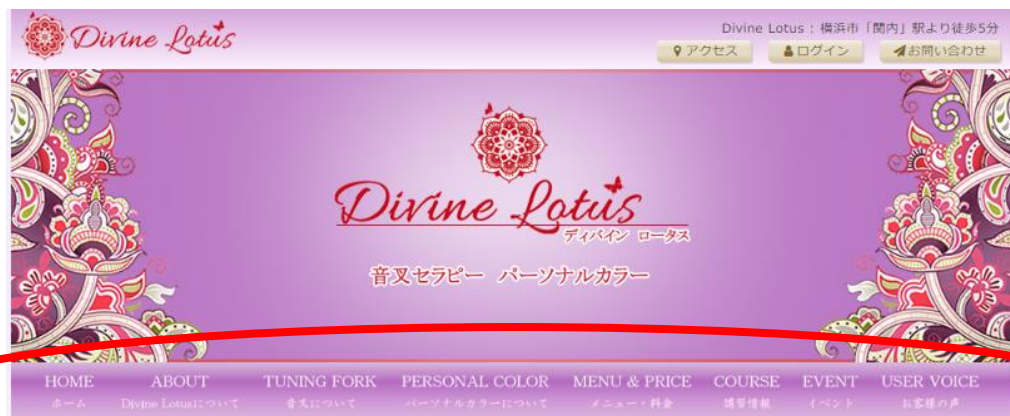 Divine Lotus
Divine Lotus : 横浜市「関内」駅より徒歩5分
アクセス ログイン お問い合わせ
Divine Lotus
ディバイン ロータス
音叉セラピー パーソナルカラー
HOME ABOUT TUNING FORK PERSONAL COLOR MENU & PRICE COURSE EVENT USER VOICE
ホーム Divine Lotusについて 音叉について パーソナルカラーについて メニュー・料金 講習情報 イベント お客様の声